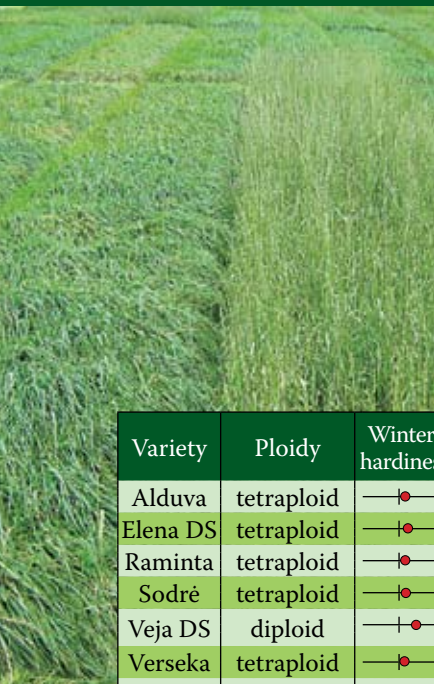 Variety Ploidy Winter hardines
Alduva tetraploid
Elena DS tetraploid
Raminta tetraploid
Sodrė tetraploid
Veja DS diploid
Verseka tetraploid